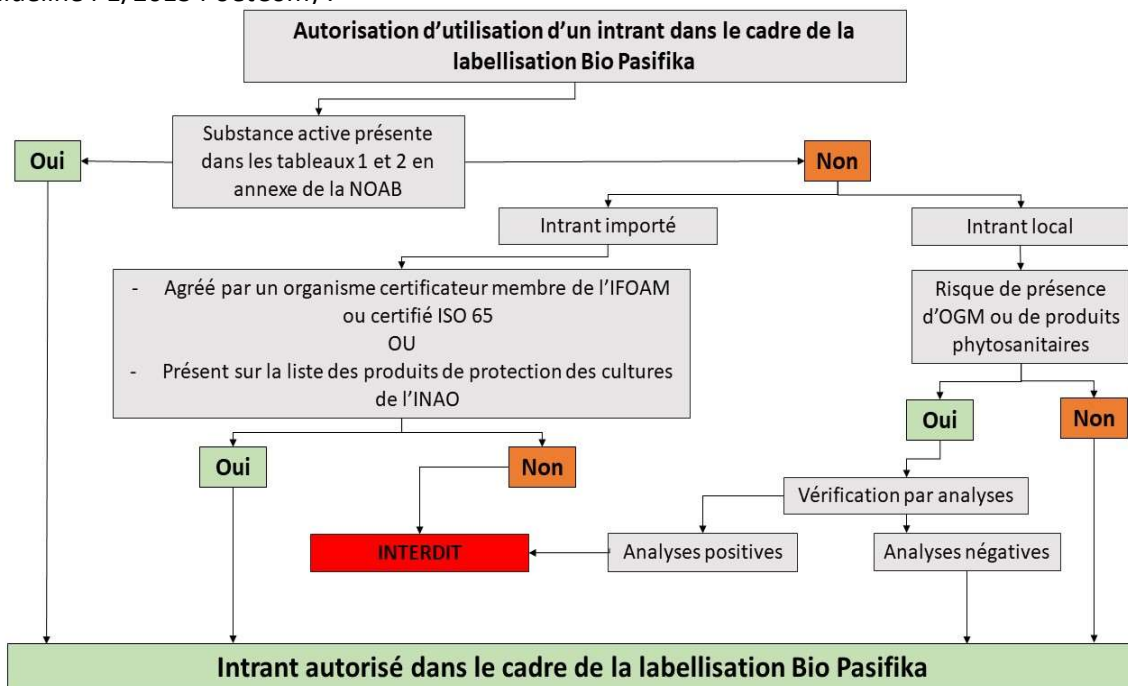 2013 Poetcom) :
Autorisation d'utilisation d'un intrant dans le cadre de la
labellisation Bio Pasifika
Substance active présente
dans les tableaux 1 et 2 en
annexe de la NOAB
Oui
Non
Intrant importé
Intrant local
- Agréé par un organisme certificateur membre de l'IFOAM
ou certifié ISO 65
OU
- Présent sur la liste des produits de protection des cultures
de l'INAO
Risque de présence
d'OGM ou de produits
phytosanitaires
Oui
Non
Oui
Non
Vérification par analyses
INTERDIT
Analyses positives
Analyses négatives
Intrant autorisé dans le cadre de la labellisation Bio Pasifika